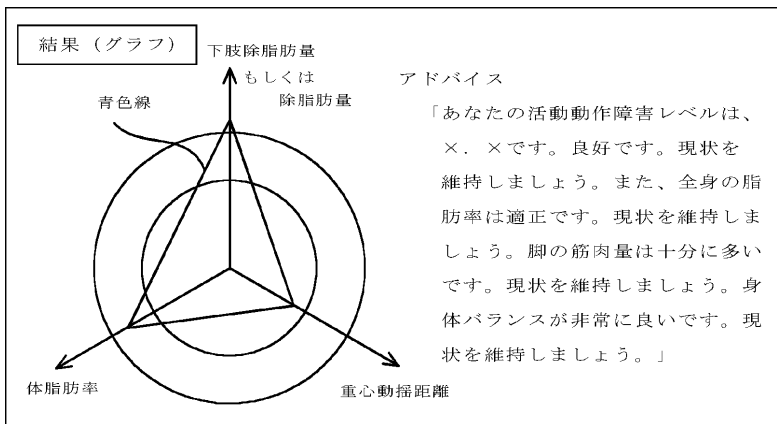 結果（グラフ）
下肢除脂肪量
もしくは
除脂肪量
青色線
体脂肪率
重心動揺距離
アドバイス
「あなたの活動動作障害レベルは、
×．×です。良好です。現状を
維持しましょう。また、全身の脂
肪率は適正です。現状を維持しま
しょう。脚の筋肉量は十分に多い
です。現状を維持しましょう。身
体バランスが非常に良いです。現
状を維持しましょう。」